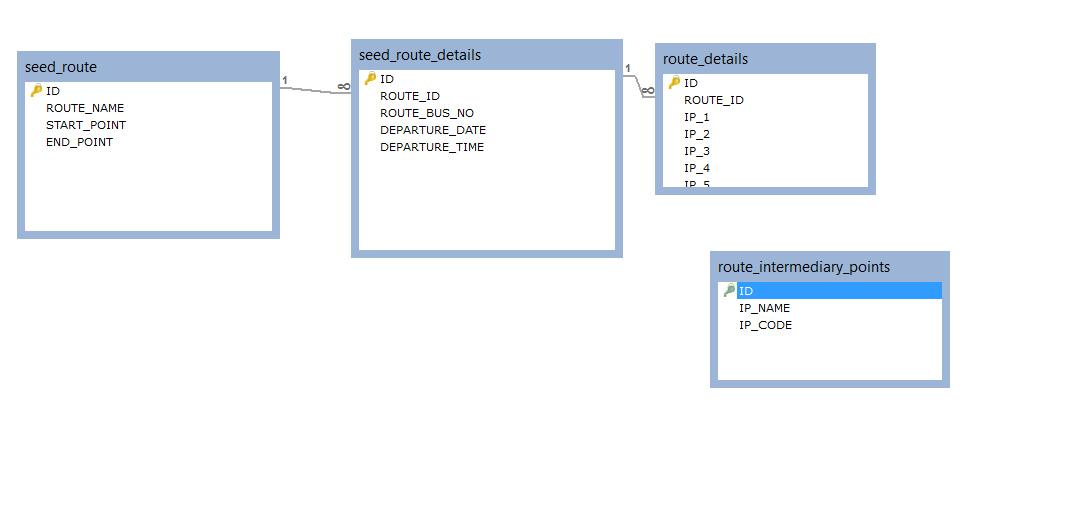 seed_route
ID
ROUTE_NAME
START_POINT
END_POINT
1
∞
seed_route_details
ID
ROUTE_ID
ROUTE_BUS_NO
DEPARTURE_DATE
DEPARTURE_TIME
1
∞
route_details
ID
ROUTE_ID
IP_1
IP_2
IP_3
IP_4
IP_5
route_intermediary_points
ID
IP_NAME
IP_CODE